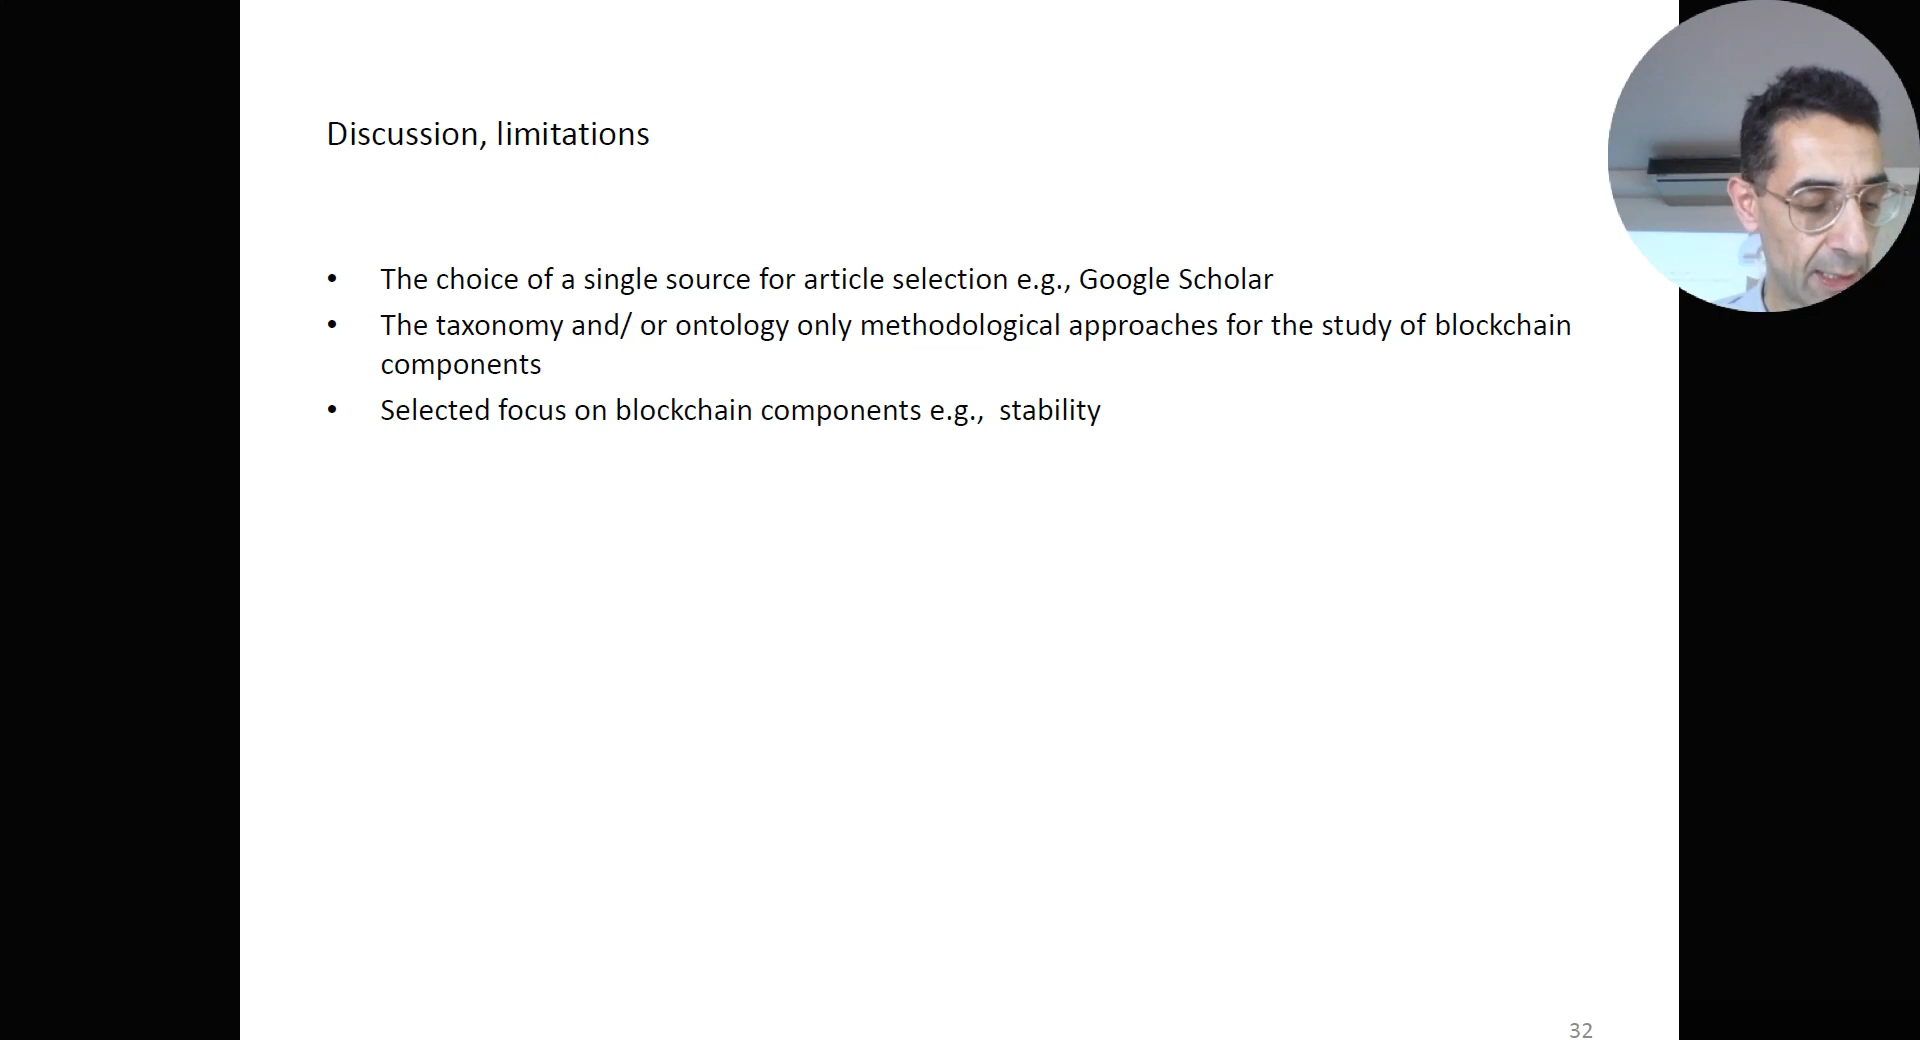 Discussion, limitations
• The choice of a single source for article selection e.g., Google Scholar
• The taxonomy and/ or ontology only methodological approaches for the study of blockchain
components
• Selected focus on blockchain components e.g.,  stability
32